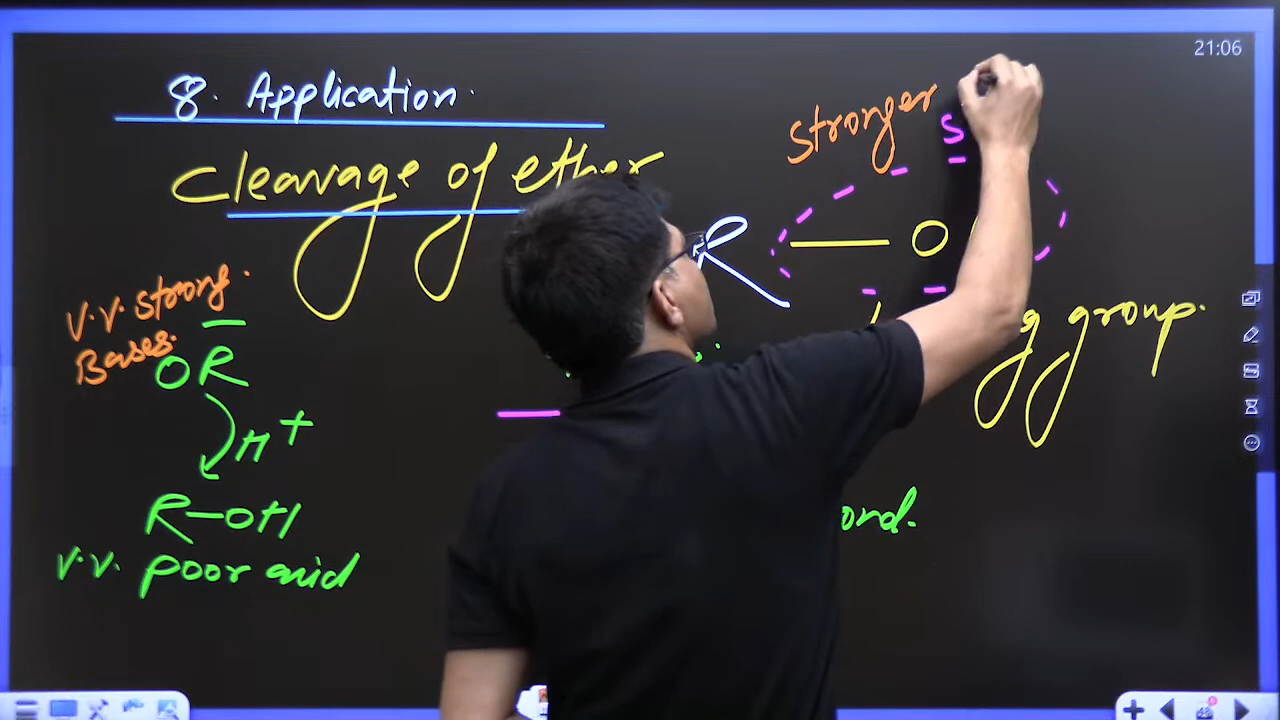 21:06
8. Application.
Cleavage of ether
Stronger
S
R
O
group.
V.V. Strong.
Bases.
OR
H+
R-OH
V.V. poor acid
ond.